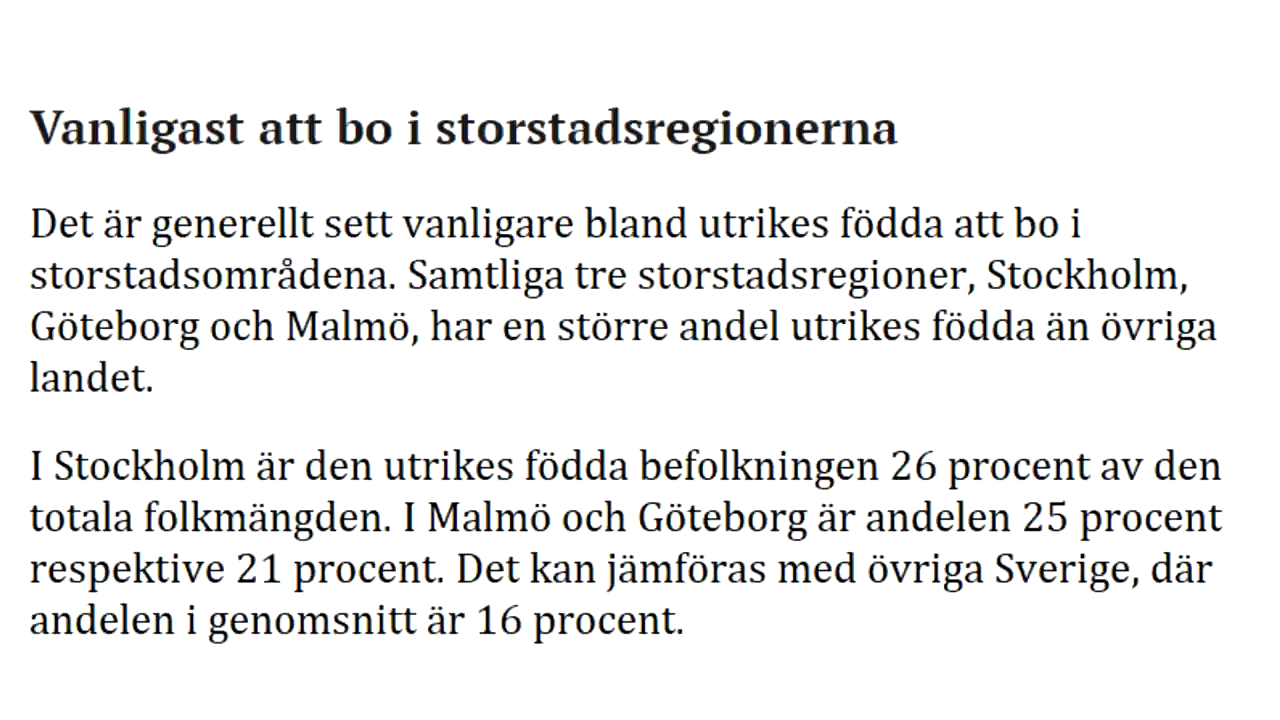 Vanligast att bo i storstadsregionerna
Det är generellt sett vanligare bland utrikes födda att bo i
storstadsområdena. Samtliga tre storstadsregioner, Stockholm,
Göteborg och Malmö, har en större andel utrikes födda än övriga
landet.
I Stockholm är den utrikes födda befolkningen 26 procent av den
totala folkmängden. I Malmö och Göteborg är andelen 25 procent
respektive 21 procent. Det kan jämföras med övriga Sverige, där
andelen i genomsnitt är 16 procent.